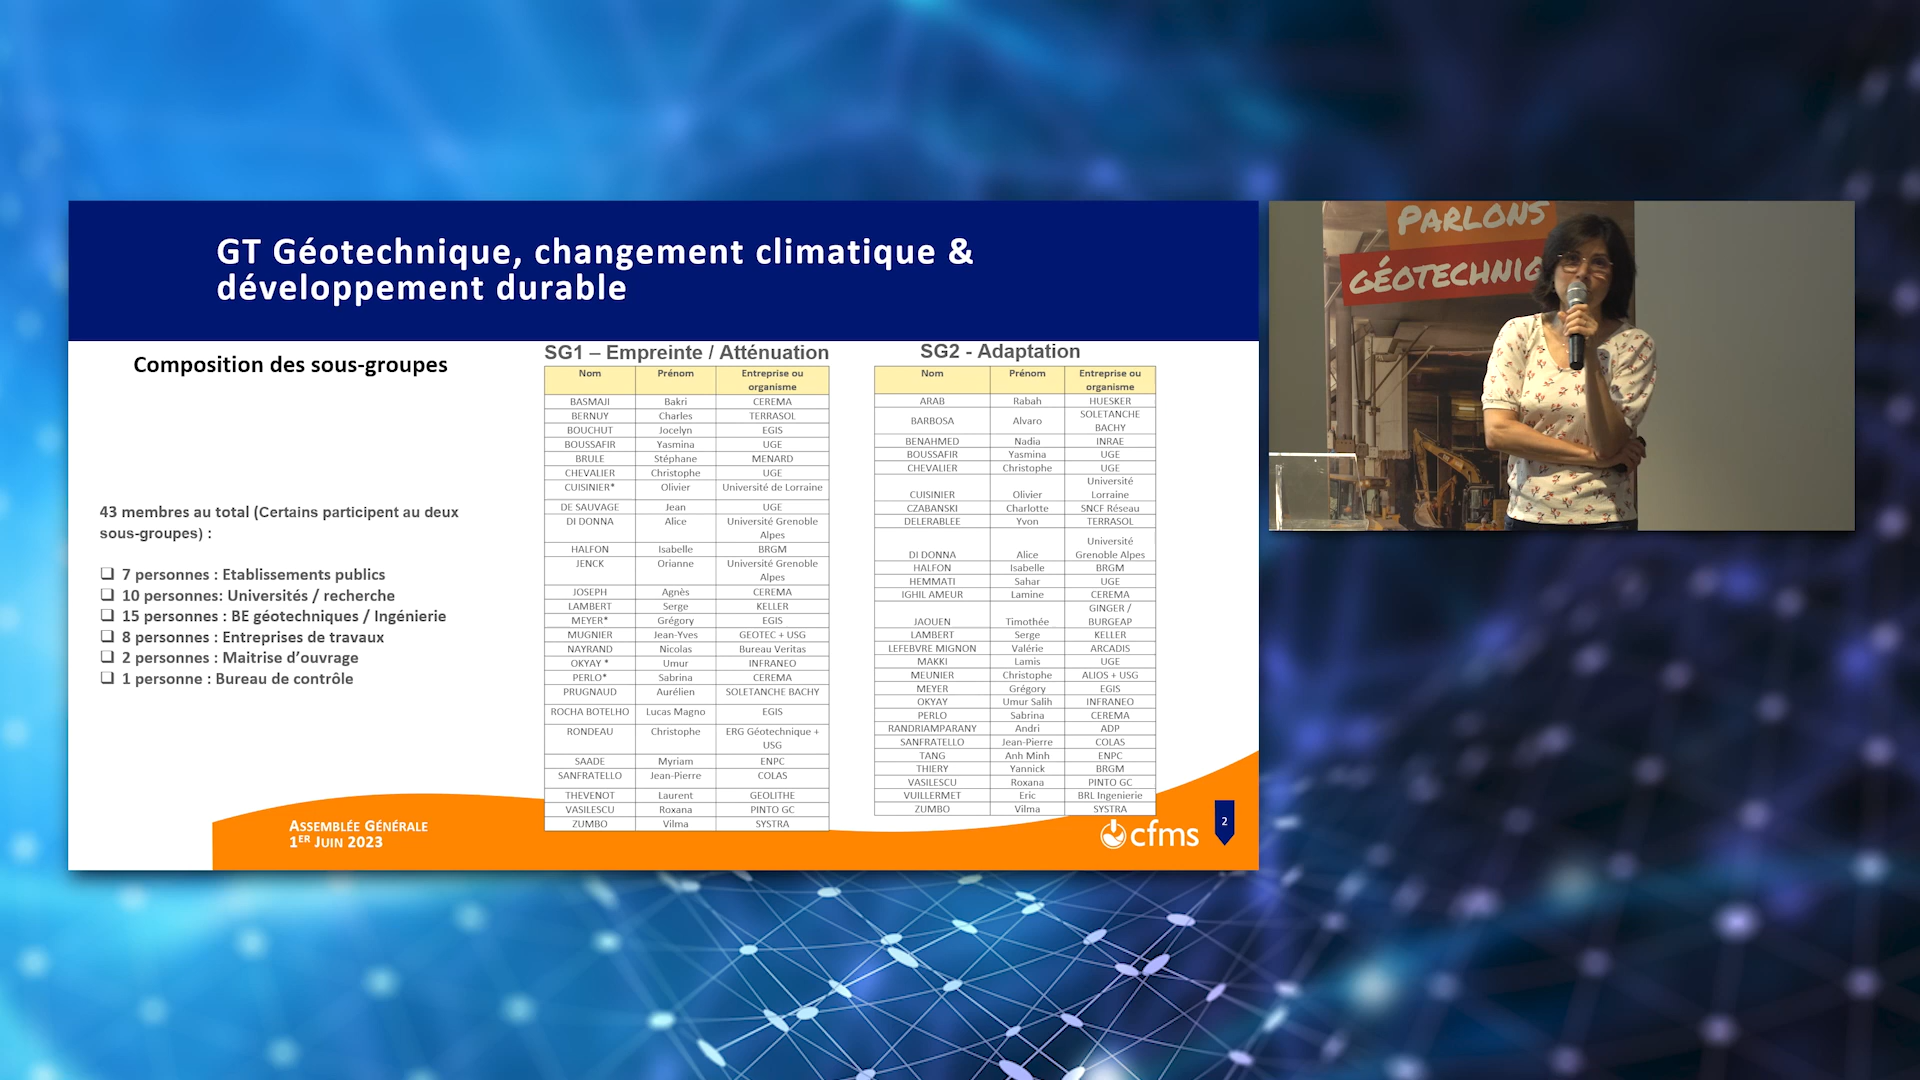 GT Géotechnique, changement climatique &
développement durable
Composition des sous-groupes
43 membres au total (Certains participent au deux
sous-groupes) :
❑ 7 personnes : Etablissements publics
❑ 10 personnes: Universités / recherche
❑ 15 personnes : BE géotechniques / Ingénierie
❑ 8 personnes : Entreprises de travaux
❑ 2 personnes : Maitrise d’ouvrage
❑ 1 personne : Bureau de contrôle
SG1 – Empreinte / Atténuation
Nom Prénom Entreprise ou
organisme
BASMAJI Bakri CEREMA
BERNUY Charles TERRASOL
BOUCHUT Jocelyn EGIS
BOUSSAFIR Yasmina UGE
BRULE Stéphane MENARD
CHEVALIER Christophe UGE
CUISINIER* Olivier Université de Lorraine
DE SAUVAGE Jean UGE
DI DONNA Alice Université Grenoble
Alpes
HALFON Isabelle BRGM
JENCK Orianne Université Grenoble
Alpes
JOSEPH Agnès CEREMA
LAMBERT Serge KELLER
MEYER* Grégory EGIS
MUGNIER Jean-Yves GEOTEC + USG
NAYRAND Nicolas Bureau Veritas
OKYAY * Umur INFRANEO
PERLO* Sabrina CEREMA
PRUGNAUD Aurélien SOLETANCHE BACHY
ROCHA BOTELHO Lucas Magno EGIS
RONDEAU Christophe ERG Géotechnique +
USG
SAADE Myriam ENPC
SANFRATELLO Jean-Pierre COLAS
THEVENOT Laurent GEOLITHE
VASILESCU Roxana PINTO GC
ZUMBO Vilma SYSTRA
SG2 - Adaptation
Nom Prénom Entreprise ou
organisme
ARAB Rabah HUESKER
BARBOSA Alvaro SOLETANCHE
BACHY
BENAHMED Nadia INRAE
BOUSSAFIR Yasmina UGE
CHEVALIER Christophe UGE
CUISINIER Olivier Université
Lorraine
CZABANSKI Charlotte SNCF Réseau
DELERABLEE Yvon TERRASOL
DI DONNA Alice Université
Grenoble Alpes
HALFON Isabelle BRGM
HEMMATI Sahar UGE
IGHIL AMEUR Lamine CEREMA
JAOUEN Timothée GINGER /
BURGEAP
LAMBERT Serge KELLER
LEFEBVRE MIGNON Valérie ARCADIS
MAKKI Lamis UGE
MEUNIER Christophe ALIOS + USG
MEYER Grégory EGIS
OKYAY Umur Salih INFRANEO
PERLO Sabrina CEREMA
RANDRIAMPARANY Andri ADP
SANFRATELLO Jean-Pierre COLAS
TANG Anh Minh ENPC
THIERY Yannick BRGM
VASILESCU Roxana PINTO GC
VUILLERMET Eric BRL Ingenierie
ZUMBO Vilma SYSTRA
ASSEMBLÉE GÉNÉRALE
1ER JUIN 2023
cfms
2
PARLONS
GÉOTECHNIQ